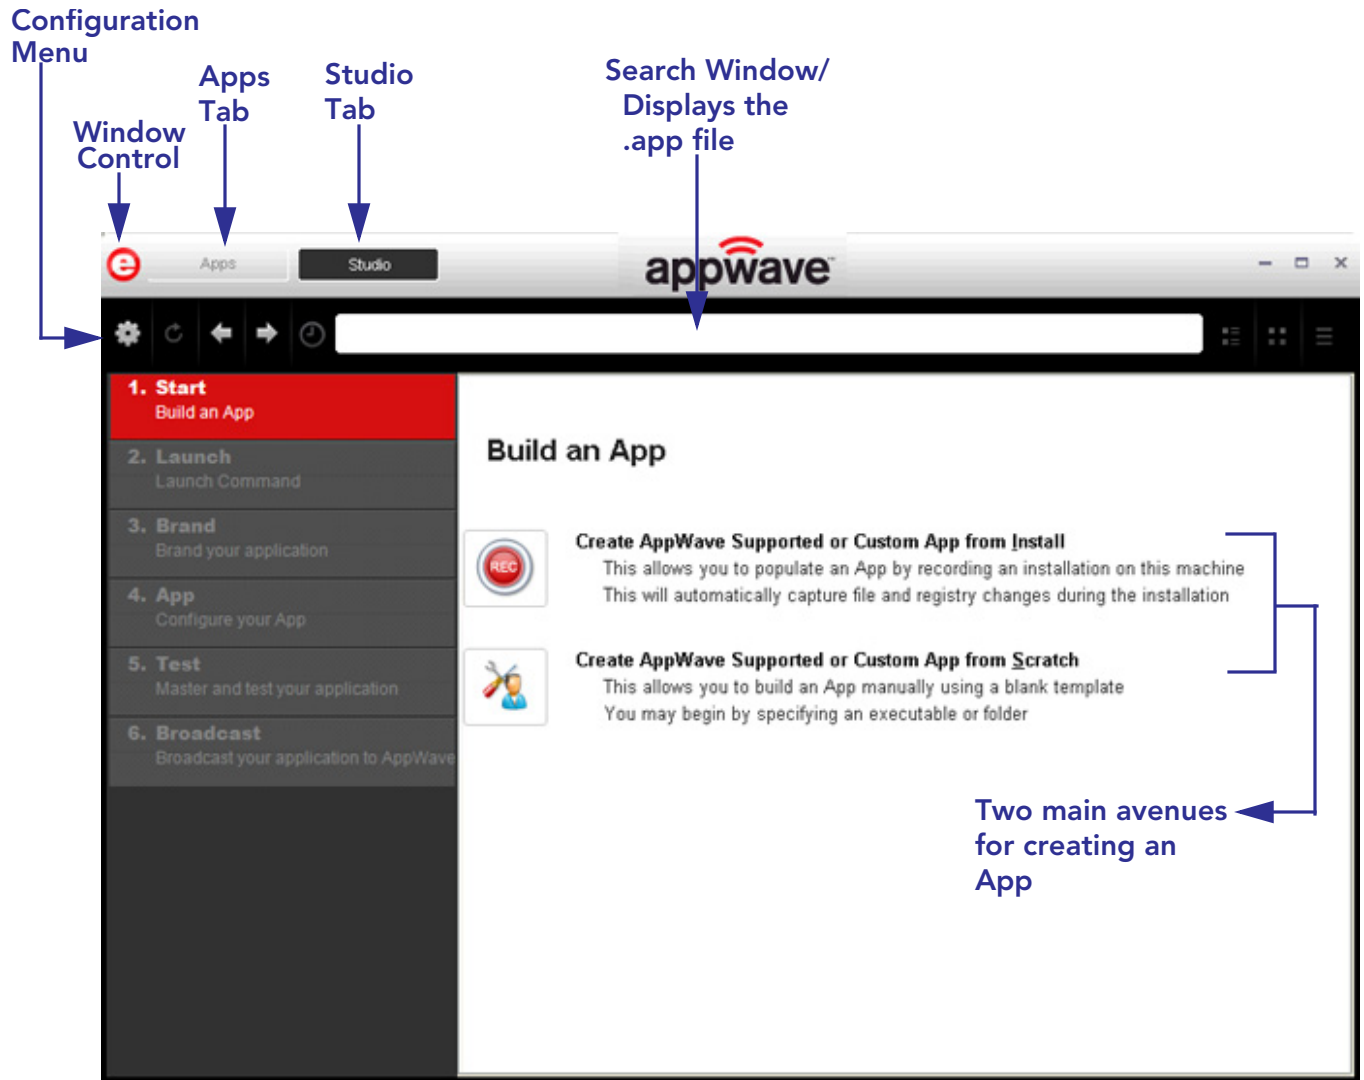 Configuration
Menu
Apps
Tab
Studio
Tab
Search Window/
Displays the
.app file
Window
Control
e
Apps
Studio
appwave™
1. Start
Build an App
2. Launch
Launch Command
3. Brand
Brand your application
4. App
Configure your App
5. Test
Master and test your application
6. Broadcast
Broadcast your application to AppWave
Build an App
REC
Create AppWave Supported or Custom App from Install
This allows you to populate an App by recording an installation on this machine
This will automatically capture file and registry changes during the installation
Create AppWave Supported or Custom App from Scratch
This allows you to build an App manually using a blank template
You may begin by specifying an executable or folder
Two main avenues
for creating an
App